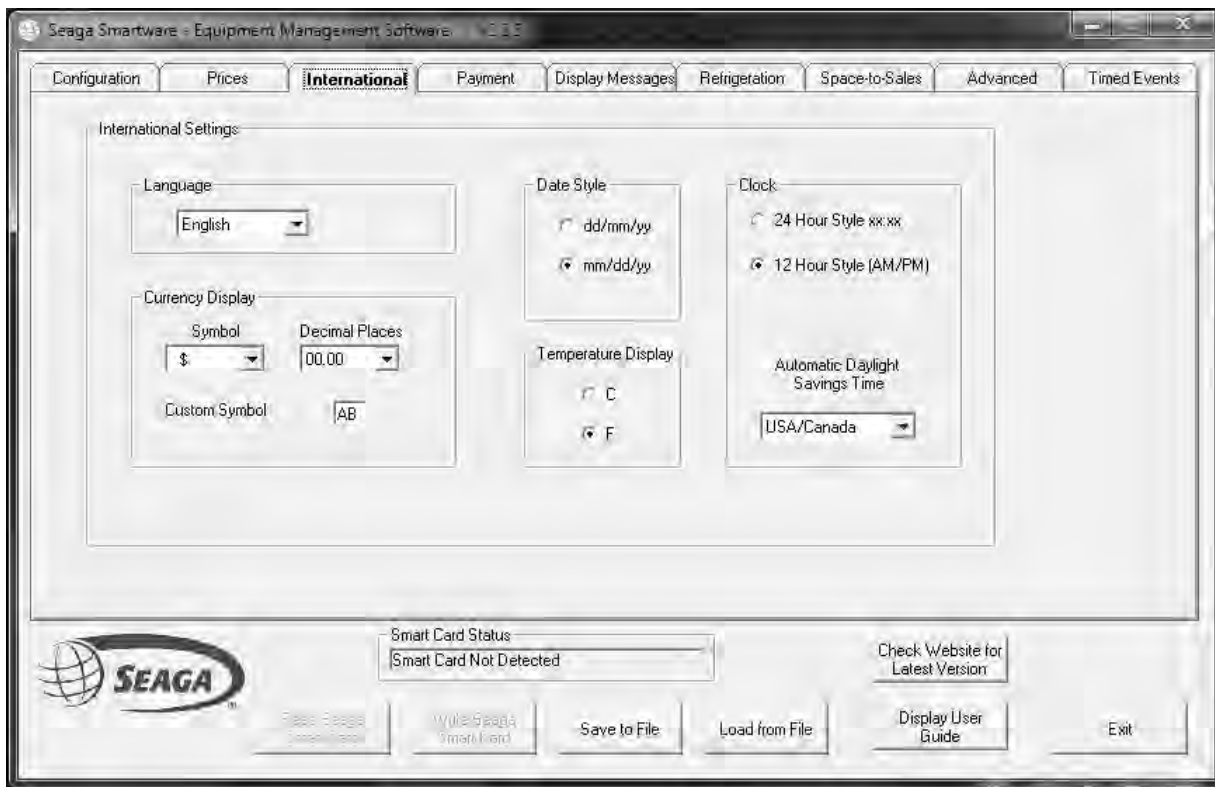 Seaga Smartware - Equipment Management Software
Configuration Prices International Payment Display Messages Refrigeration Space-to-Sales Advanced Timed Events
International Settings
Language
English
Currency Display
Symbol Decimal Places
$ 00.00
Custom Symbol AB
Date Style
dd/mm/yy
mm/dd/yy
Temperature Display
C
F
Clock
24 Hour Style xx:xx
12 Hour Style (AM/PM)
Automatic Daylight
Savings Time
USA/Canada
SEAGA
®
Smart Card Status
Smart Card Not Detected
Check Website for
Latest Version
Write Seaga
Smart Card
Save to File
Load from File
Display User
Guide
Exit